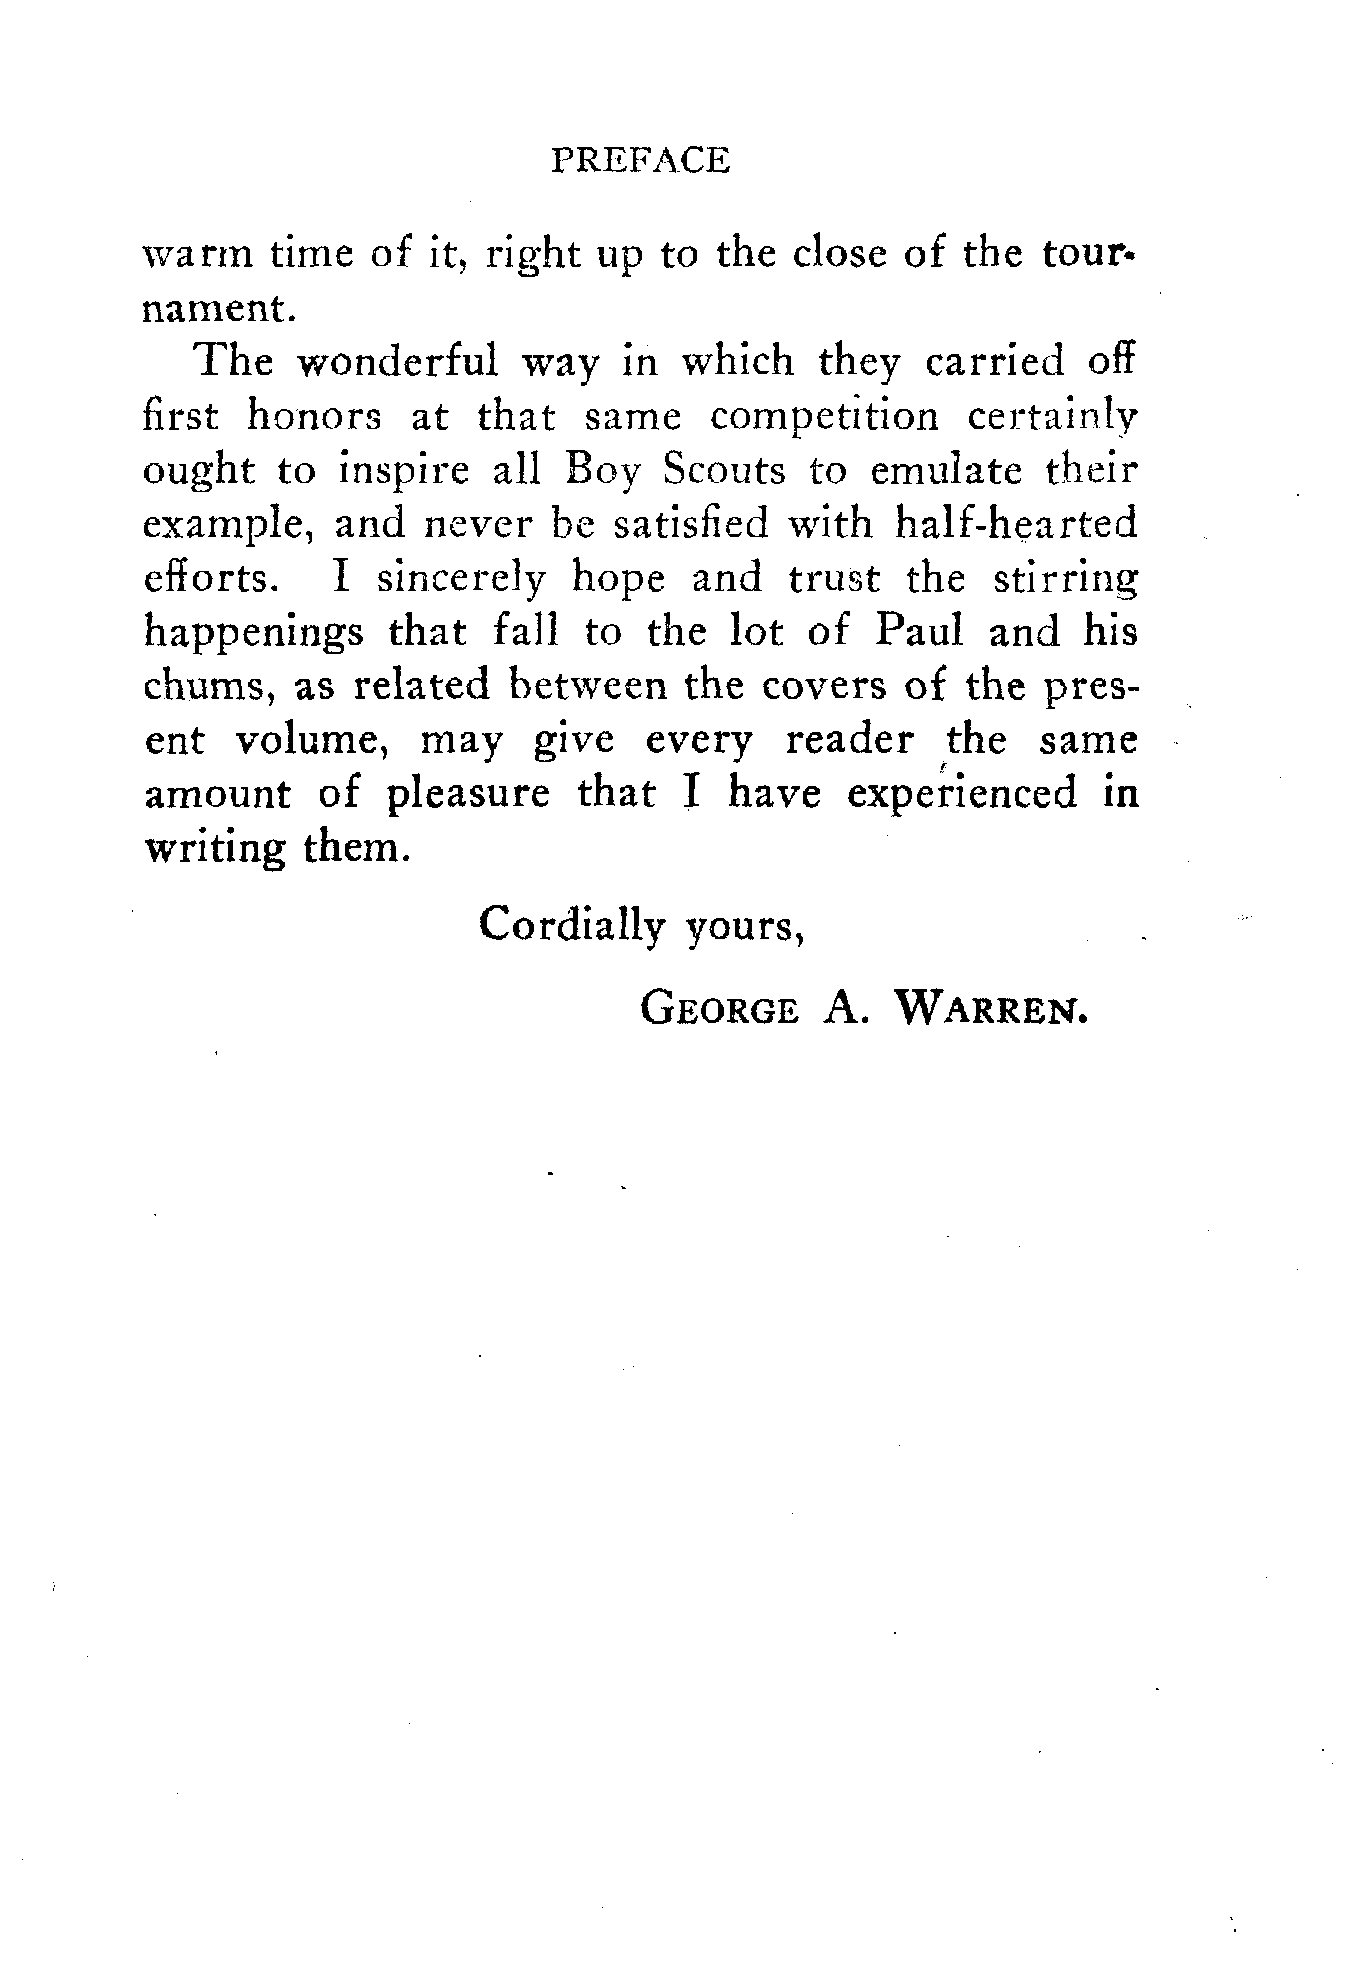 PREFACE
warm time of it, right up to the close of the tour-
nament.
The wonderful way in which they carried off
first honors at that same competition certainly
ought to inspire all Boy Scouts to emulate their
example, and never be satisfied with half-hearted
efforts. I sincerely hope and trust the stirring
happenings that fall to the lot of Paul and his
chums, as related between the covers of the pres-
ent volume, may give every reader the same
amount of pleasure that I have experienced in
writing them.
Cordially yours,
GEORGE A. WARREN.